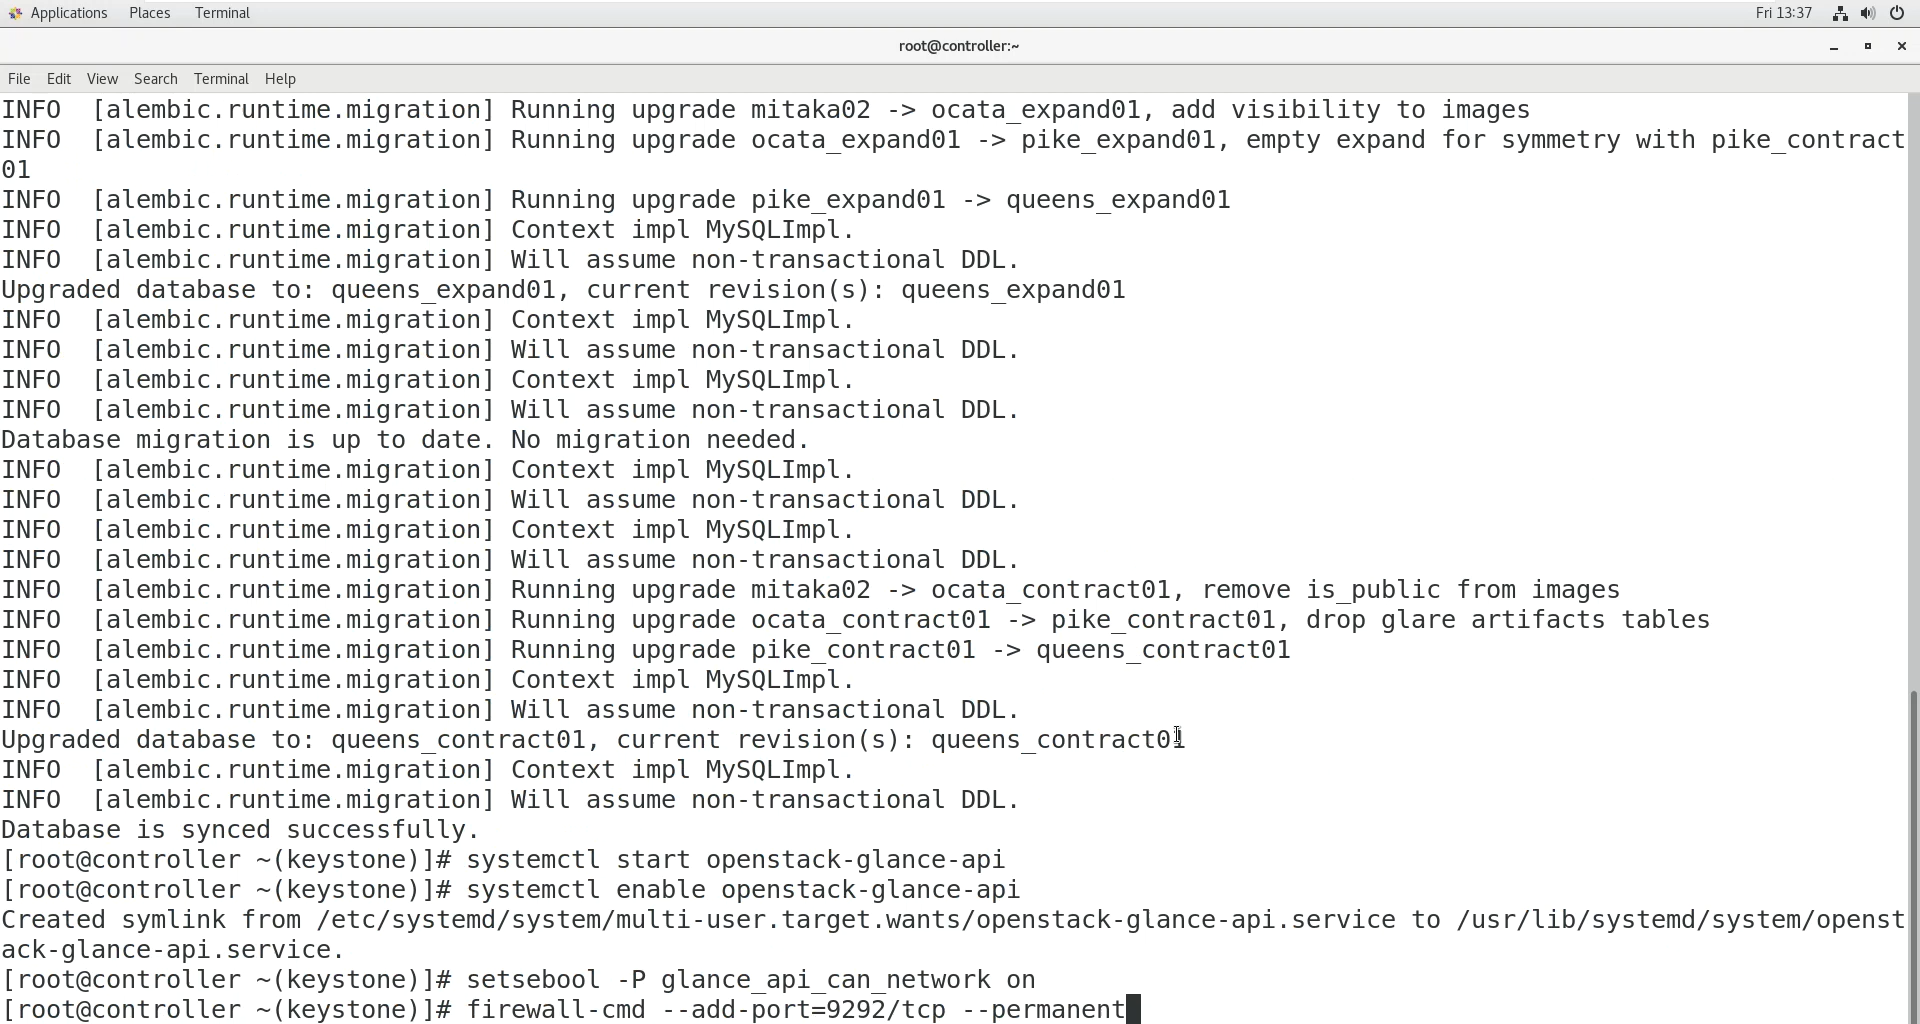 Applications Places Terminal Fri 13:37
root@controller:~
File Edit View Search Terminal Help
INFO  [alembic.runtime.migration] Running upgrade mitaka02 -> ocata_expand01, add visibility to images
INFO  [alembic.runtime.migration] Running upgrade ocata_expand01 -> pike_expand01, empty expand for symmetry with pike_contract
01
INFO  [alembic.runtime.migration] Running upgrade pike_expand01 -> queens_expand01
INFO  [alembic.runtime.migration] Context impl MySQLImpl.
INFO  [alembic.runtime.migration] Will assume non-transactional DDL.
Upgraded database to: queens_expand01, current revision(s): queens_expand01
INFO  [alembic.runtime.migration] Context impl MySQLImpl.
INFO  [alembic.runtime.migration] Will assume non-transactional DDL.
INFO  [alembic.runtime.migration] Context impl MySQLImpl.
INFO  [alembic.runtime.migration] Will assume non-transactional DDL.
Database migration is up to date. No migration needed.
INFO  [alembic.runtime.migration] Context impl MySQLImpl.
INFO  [alembic.runtime.migration] Will assume non-transactional DDL.
INFO  [alembic.runtime.migration] Context impl MySQLImpl.
INFO  [alembic.runtime.migration] Will assume non-transactional DDL.
INFO  [alembic.runtime.migration] Running upgrade mitaka02 -> ocata_contract01, remove is_public from images
INFO  [alembic.runtime.migration] Running upgrade ocata_contract01 -> pike_contract01, drop glare artifacts tables
INFO  [alembic.runtime.migration] Running upgrade pike_contract01 -> queens_contract01
INFO  [alembic.runtime.migration] Context impl MySQLImpl.
INFO  [alembic.runtime.migration] Will assume non-transactional DDL.
Upgraded database to: queens_contract01, current revision(s): queens_contract01
INFO  [alembic.runtime.migration] Context impl MySQLImpl.
INFO  [alembic.runtime.migration] Will assume non-transactional DDL.
Database is synced successfully.
[root@controller ~(keystone)]# systemctl start openstack-glance-api
[root@controller ~(keystone)]# systemctl enable openstack-glance-api
Created symlink from /etc/systemd/system/multi-user.target.wants/openstack-glance-api.service to /usr/lib/systemd/system/openst
ack-glance-api.service.
[root@controller ~(keystone)]# setsebool -P glance_api_can_network on
[root@controller ~(keystone)]# firewall-cmd --add-port=9292/tcp --permanent